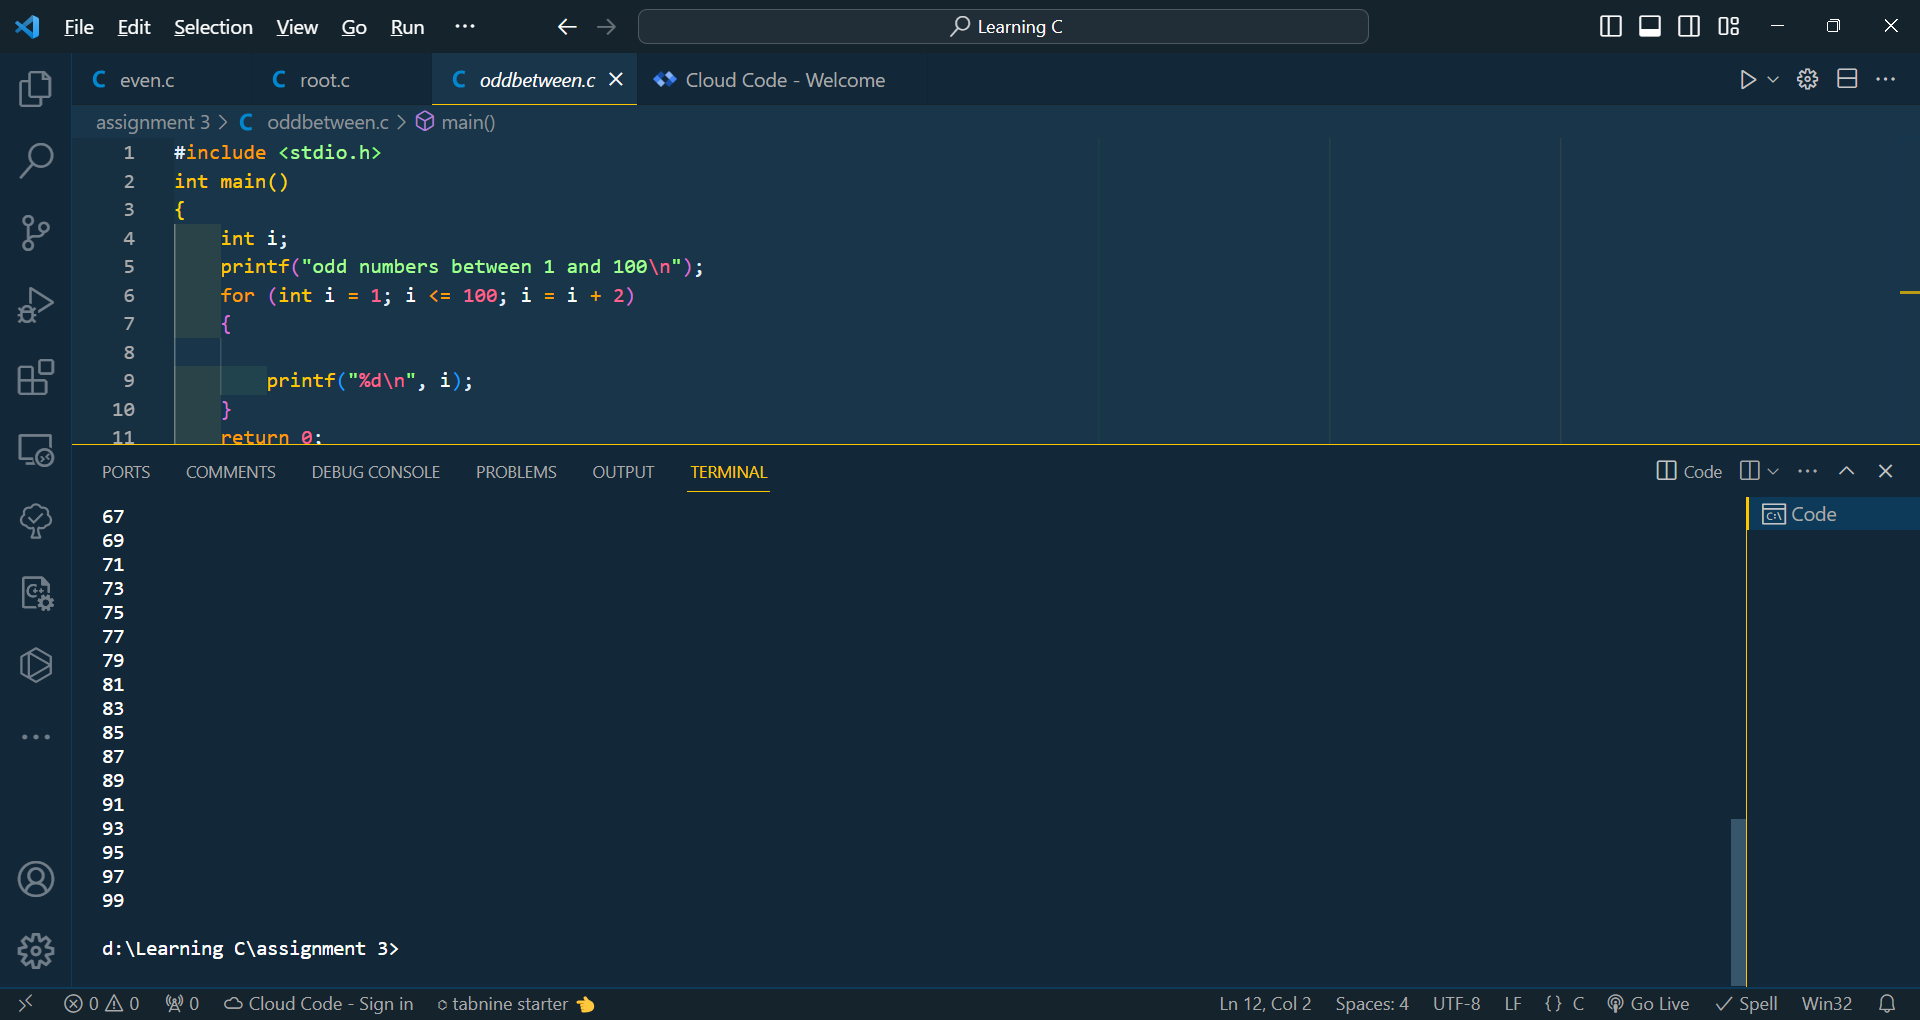 File Edit Selection View Go Run ··· Learning C
even.c root.c oddbetween.c Cloud Code - Welcome
assignment 3 > C oddbetween.c > main()
1 #include <stdio.h>
2 int main()
3 {
4 int i;
5 printf("odd numbers between 1 and 100\n");
6 for (int i = 1; i <= 100; i = i + 2)
7 {
8
9 printf("%d\n", i);
10 }
11 return 0;
PORTS COMMENTS DEBUG CONSOLE PROBLEMS OUTPUT TERMINAL Code
Code
67
69
71
73
75
77
79
81
83
85
87
89
91
93
95
97
99
d:\Learning C\assignment 3>
0 0 0 Cloud Code - Sign in tabnine starter 👈 Ln 12, Col 2 Spaces: 4 UTF-8 LF {} C Go Live Spell Win32